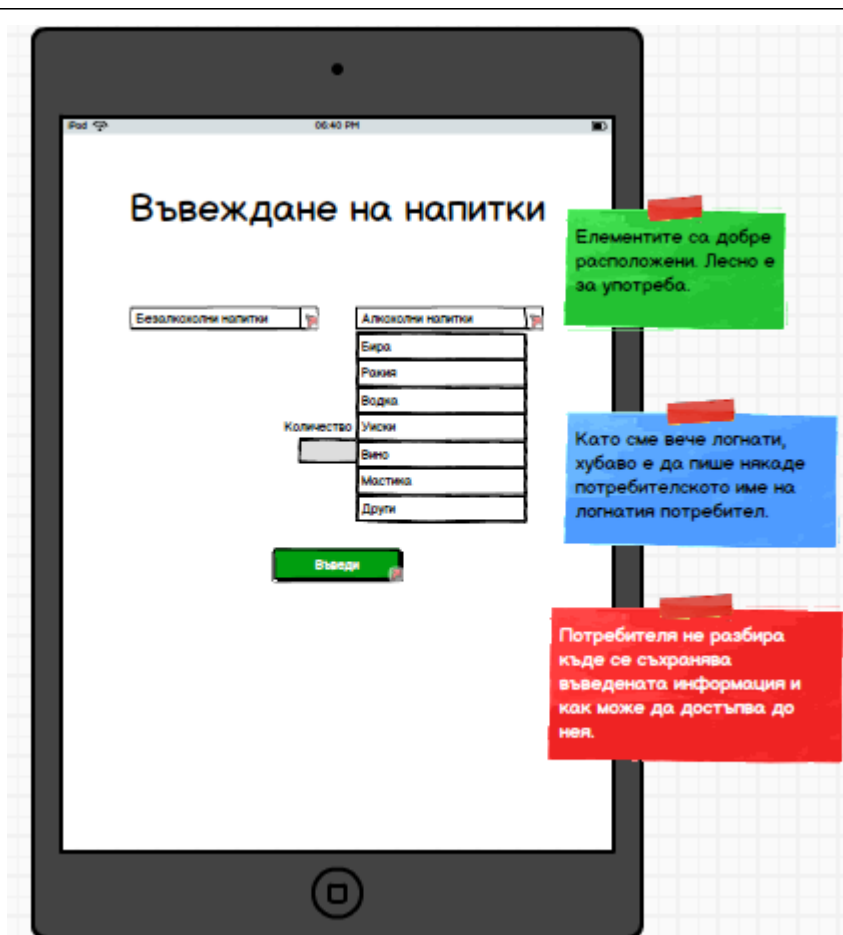 iPad
06:40 PM
Въвеждане на напитки
Безалкохолни напитки
Алкохолни напитки
Бира
Ракия
Водка
Количество
Уиски
Вино
Мастика
Други
Въведи
Елементите са добре
разположени. Лесно е
за употреба.
Като сме вече логнати,
хубаво е да пише някаде
потребителското име на
логнатия потребител.
Потребителя не разбира
къде се съхранява
въведената информация и
как може да достъпва до
нея.